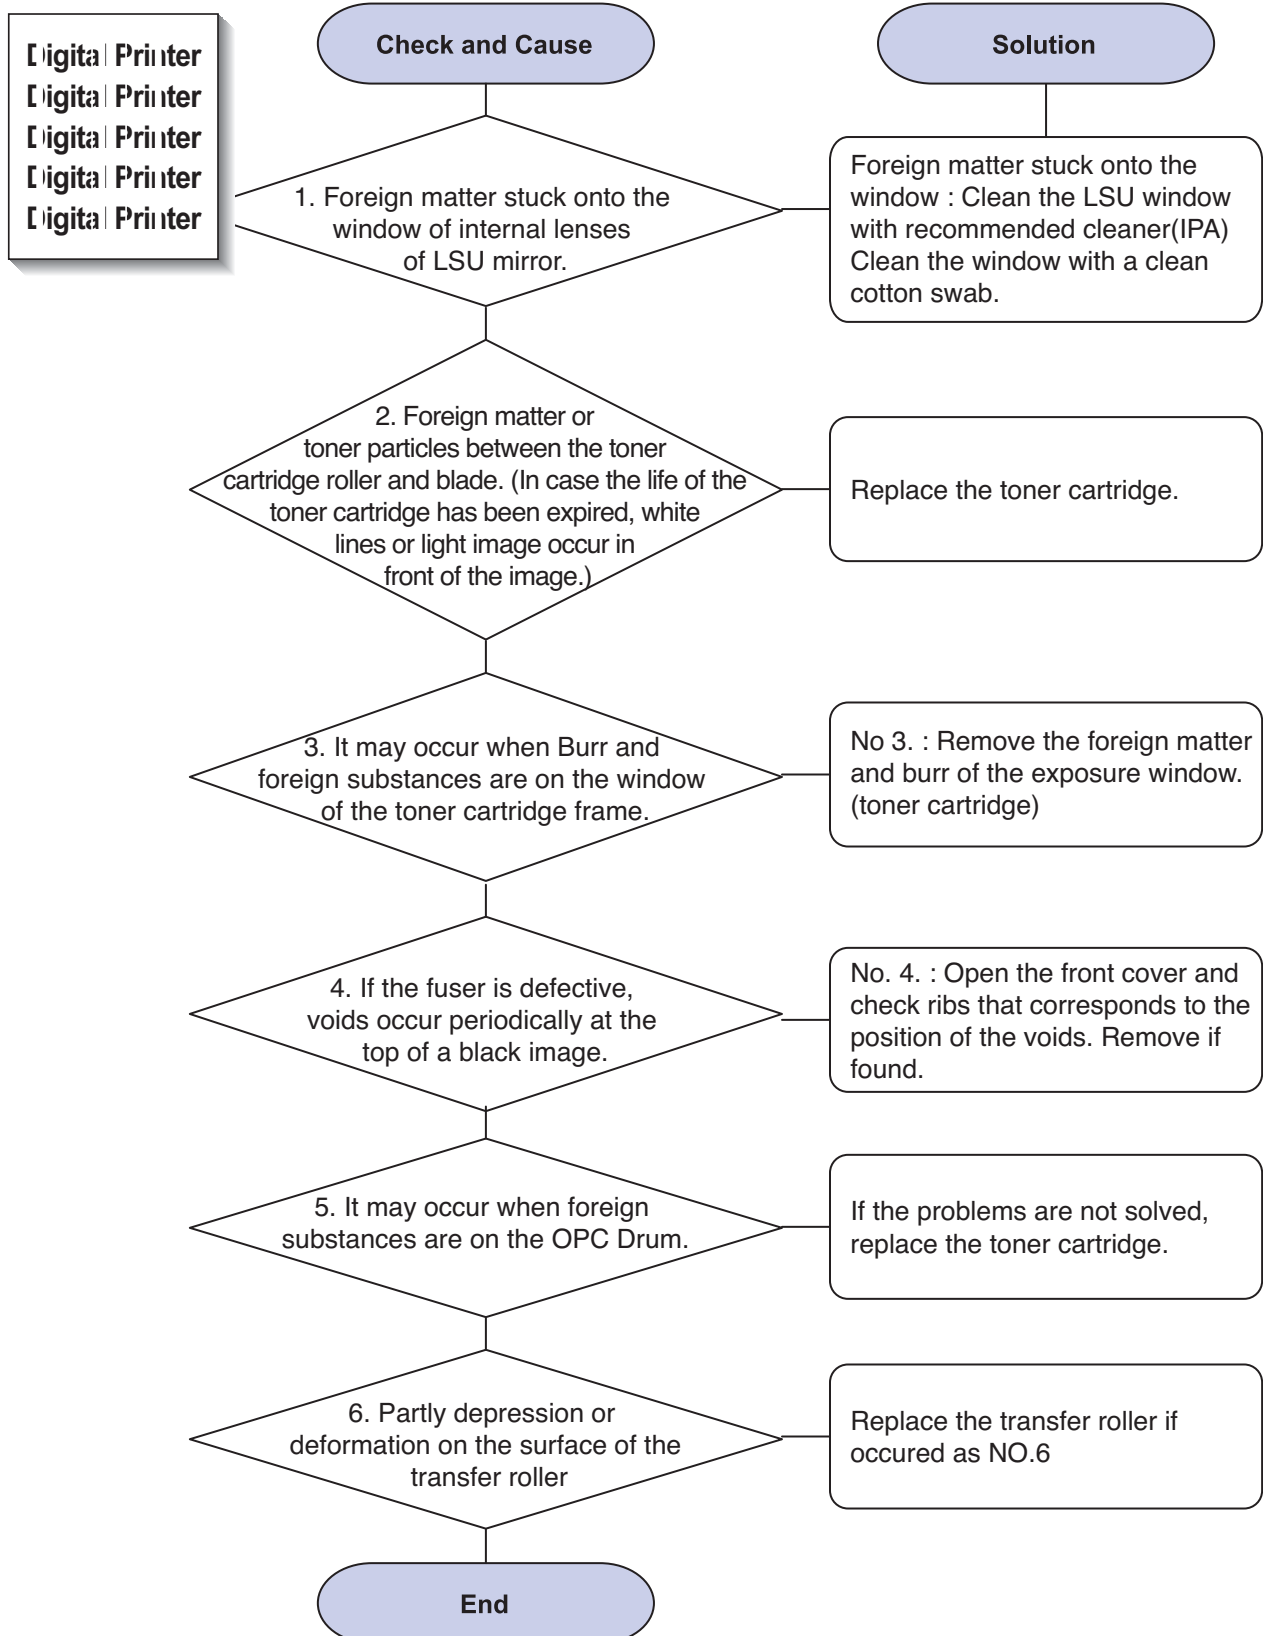 Digital Printer
Digital Printer
Digital Printer
Digital Printer
Digital Printer
Check and Cause
Solution
1. Foreign matter stuck onto the
window of internal lenses
of LSU mirror.
Foreign matter stuck onto the
window : Clean the LSU window
with recommended cleaner(IPA)
Clean the window with a clean
cotton swab.
2. Foreign matter or
toner particles between the toner
cartridge roller and blade. (In case the life of the
toner cartridge has been expired, white
lines or light image occur in
front of the image.)
Replace the toner cartridge.
3. It may occur when Burr and
foreign substances are on the window
of the toner cartridge frame.
No 3. : Remove the foreign matter
and burr of the exposure window.
(toner cartridge)
4. If the fuser is defective,
voids occur periodically at the
top of a black image.
No. 4. : Open the front cover and
check ribs that corresponds to the
position of the voids. Remove if
found.
5. It may occur when foreign
substances are on the OPC Drum.
If the problems are not solved,
replace the toner cartridge.
6. Partly depression or
deformation on the surface of the
transfer roller
Replace the transfer roller if
occured as NO.6
End